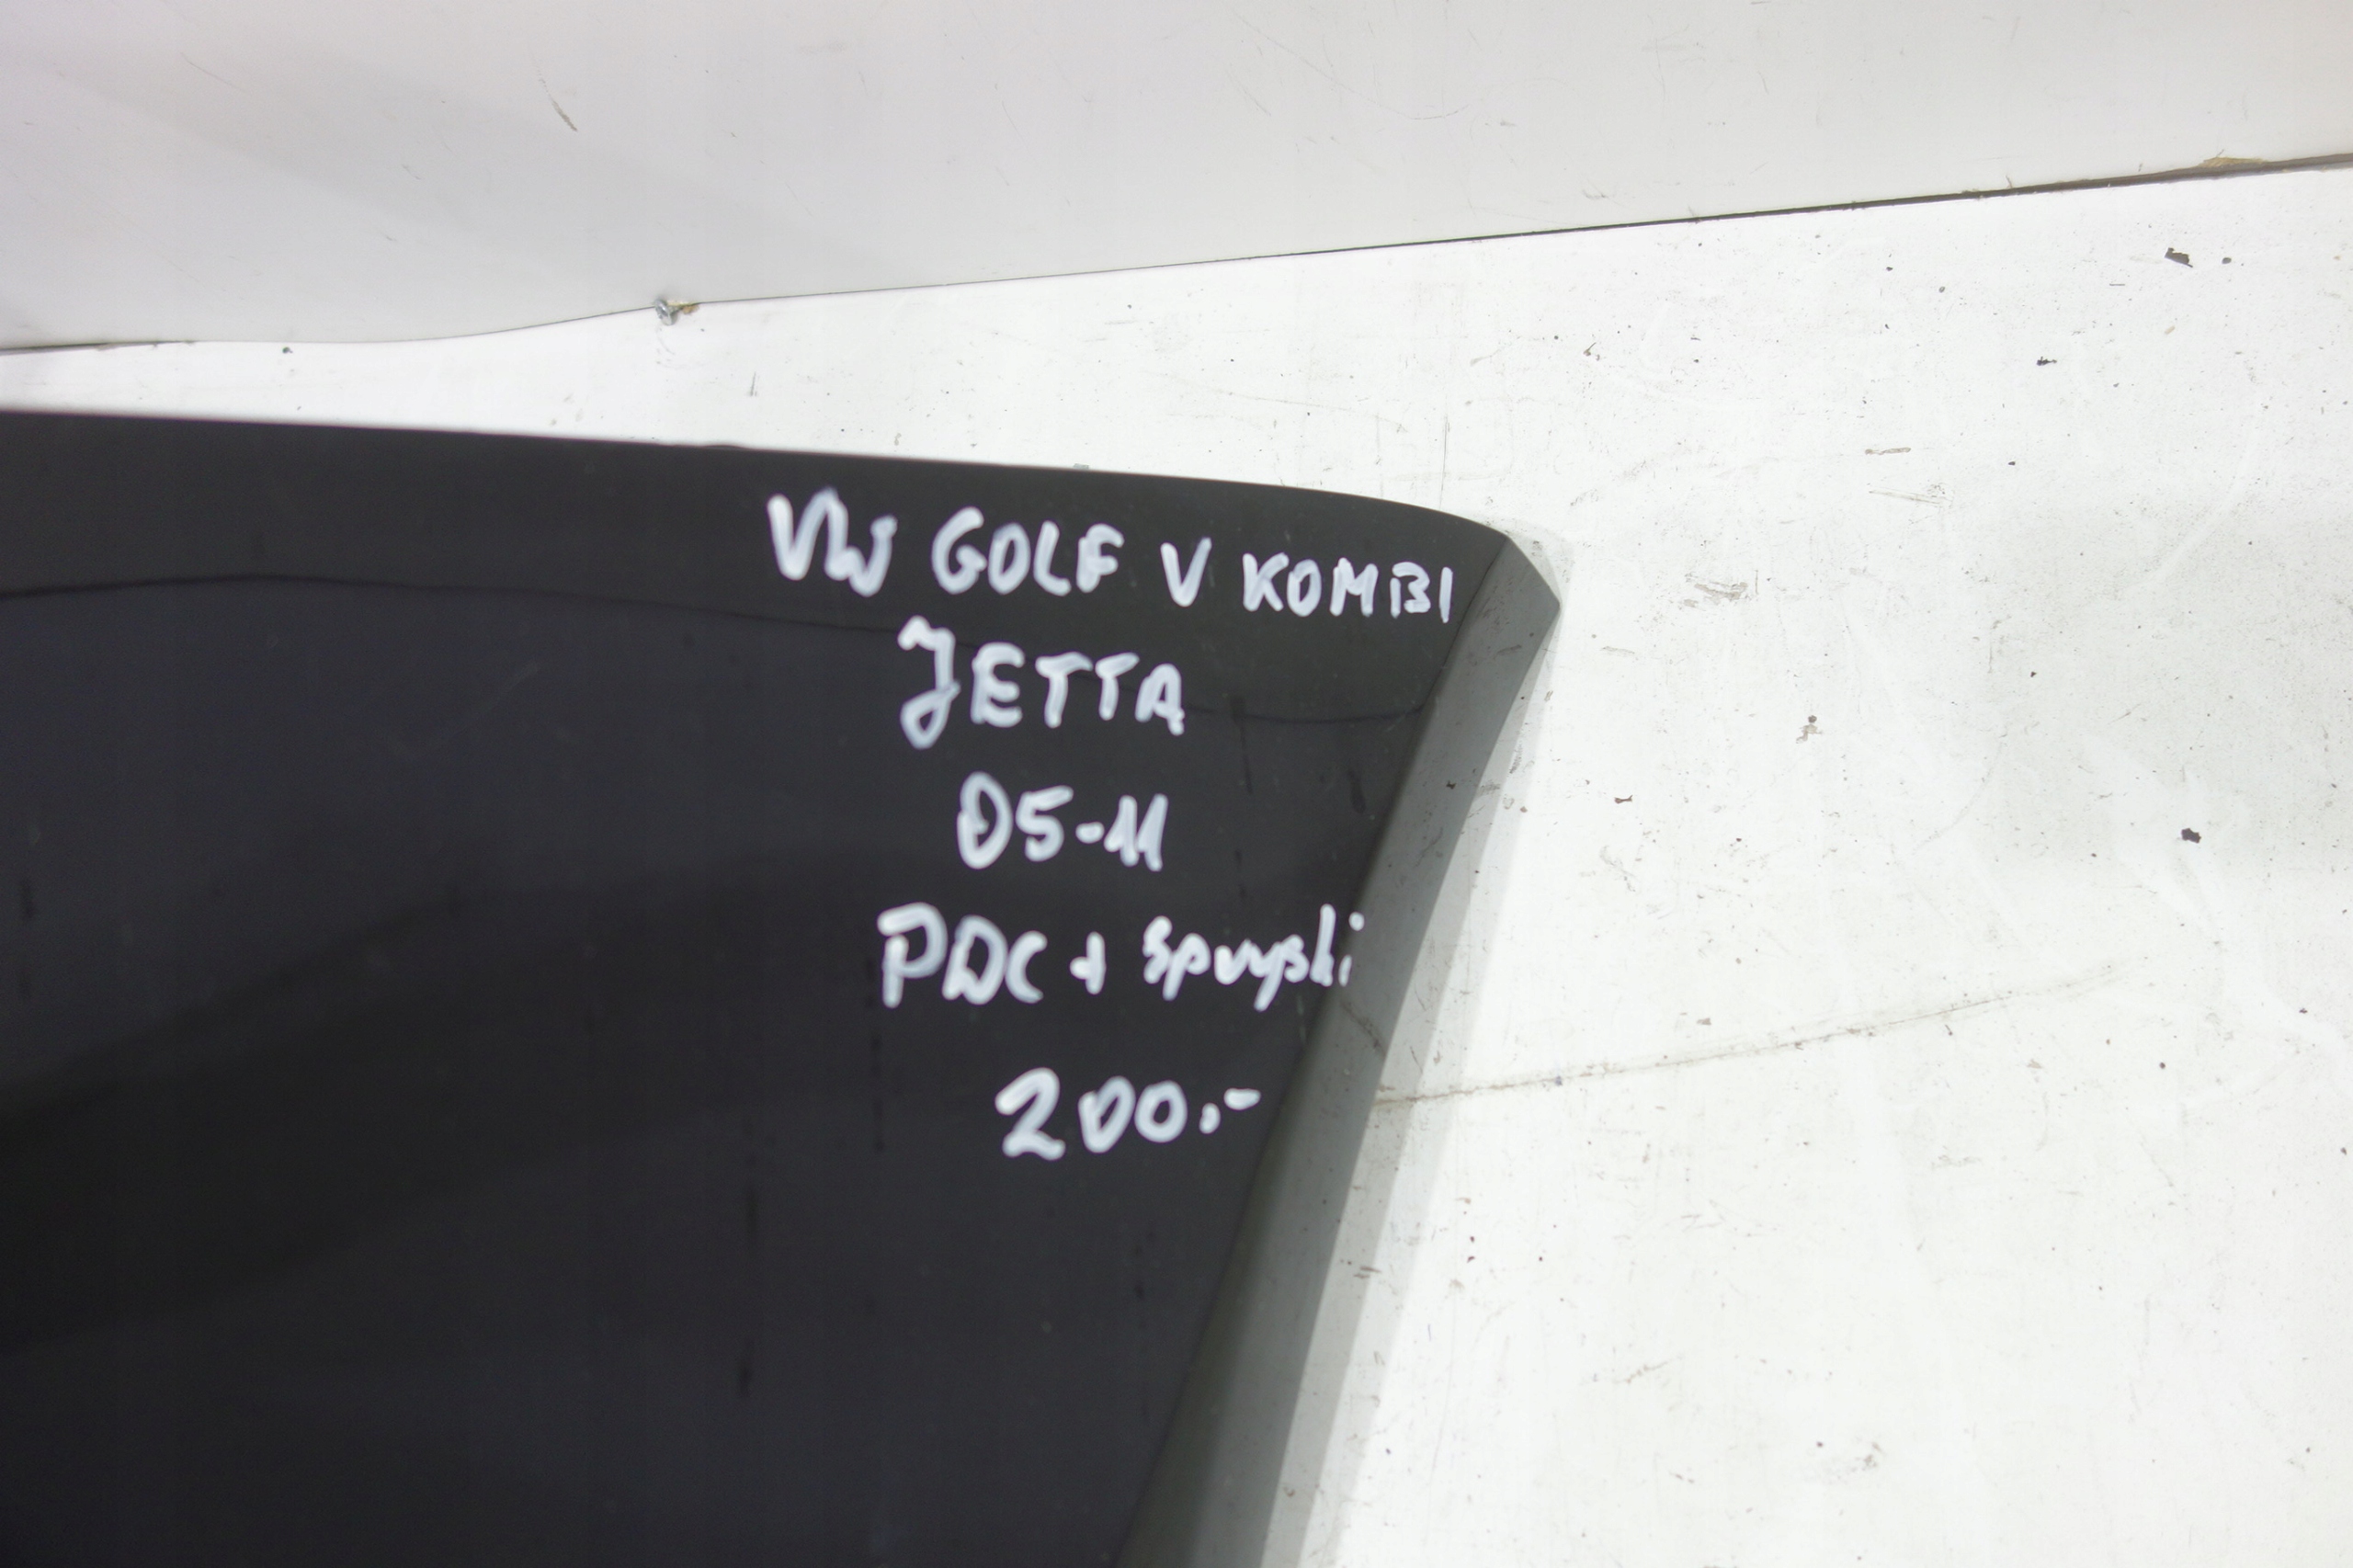 VW GOLF V KOMBI
JETTA
05-11
PDC + spryski
200.-